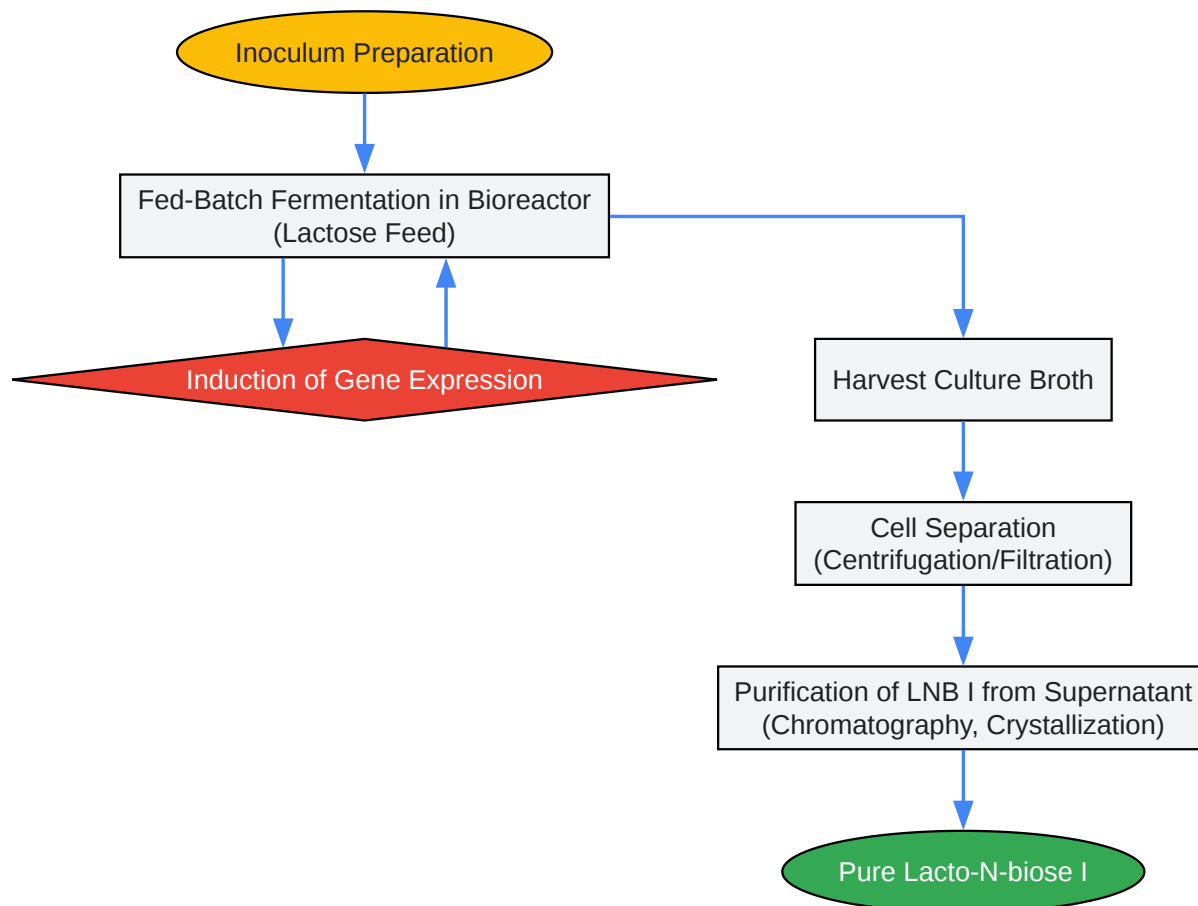 Inoculum Preparation
Fed-Batch Fermentation in Bioreactor
(Lactose Feed)
Induction of Gene Expression
Harvest Culture Broth
Cell Separation
(Centrifugation/Filtration)
Purification of LNB I from Supernatant
(Chromatography, Crystallization)
Pure Lacto-N-biose I